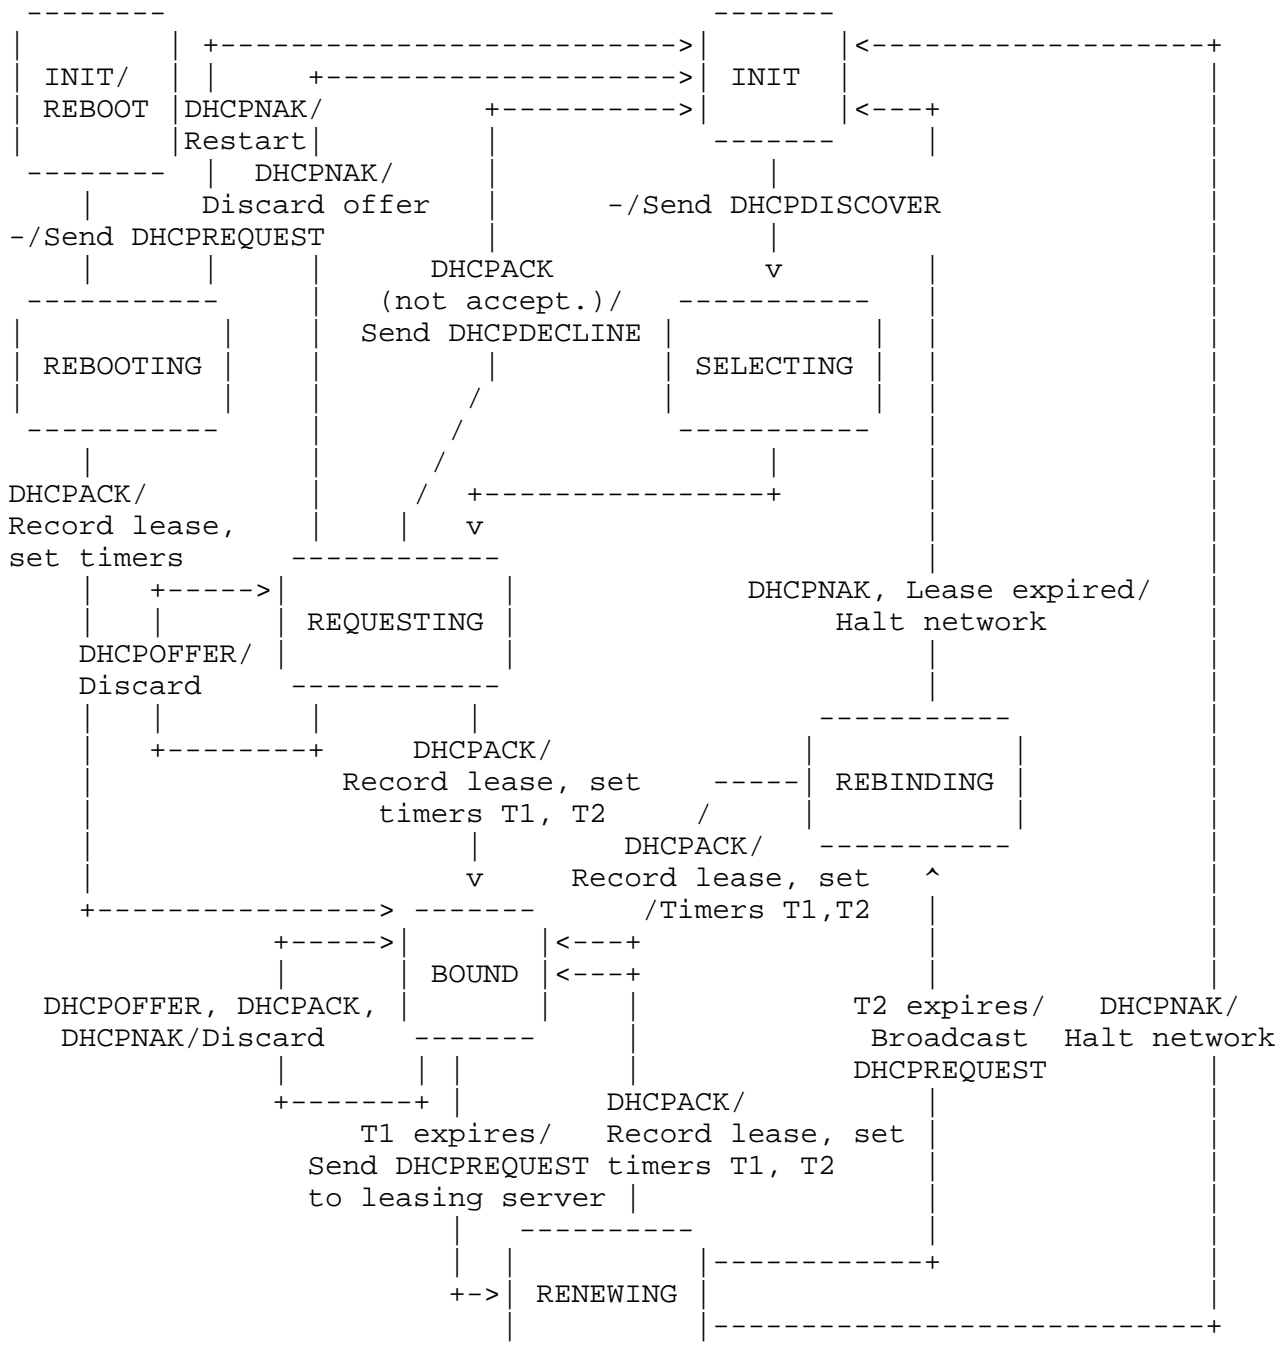 INIT/ INIT
REBOOT DHCPNAK/
Restart
DHCPNAK/
Discard offer -/Send DHCPDISCOVER
-/Send DHCPREQUEST
DHCPACK
(not accept.)/
Send DHCPDECLINE
REBOOTING SELECTING
DHCPACK/
Record lease,
set timers
DHCPNAK, Lease expired/
REQUESTING Halt network
DHCPOFFER/
Discard
DHCPACK/
Record lease, set REBINDING
timers T1, T2
DHCPACK/
Record lease, set
/Timers T1,T2
BOUND
DHCPOFFER, DHCPACK, T2 expires/ DHCPNAK/
DHCPNAK/Discard Broadcast Halt network
DHCPREQUEST
DHCPACK/
T1 expires/ Record lease, set
Send DHCPREQUEST timers T1, T2
to leasing server
RENEWING